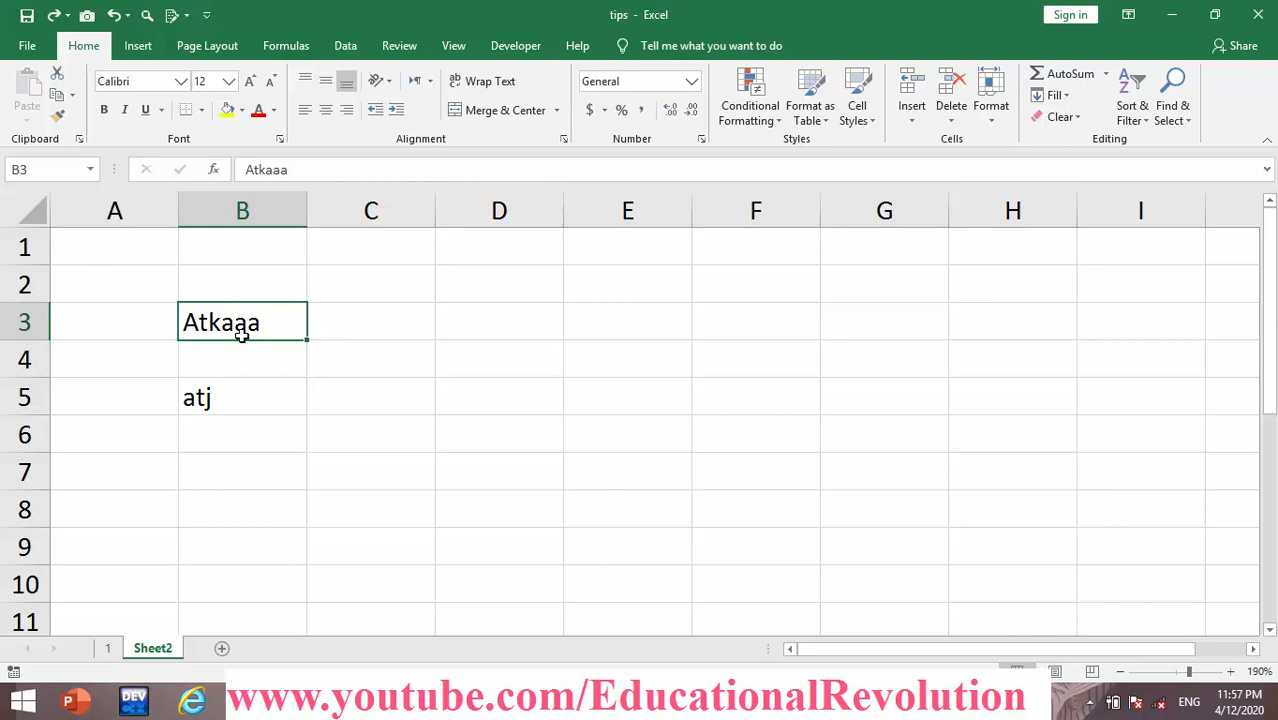 tips - Excel
Sign in
File Home Insert Page Layout Formulas Data Review View Developer Help Tell me what you want to do Share
Paste
Calibri 12
B I U A
Wrap Text
Merge & Center
General
$ % ,
Conditional Formatting
Format as Table
Cell Styles
Insert Delete Format
AutoSum
Fill
Clear
Sort & Filter
Find & Select
Clipboard Font Alignment Number Styles Cells Editing
B3 fx Atkaaa
A B C D E F G H I
1
2
3 Atkaaa
4
5 atj
6
7
8
9
10
11
1 Sheet2
190%
DEV
www.youtube.com/EducationalRevolution
ENG
11:57 PM
4/12/2020